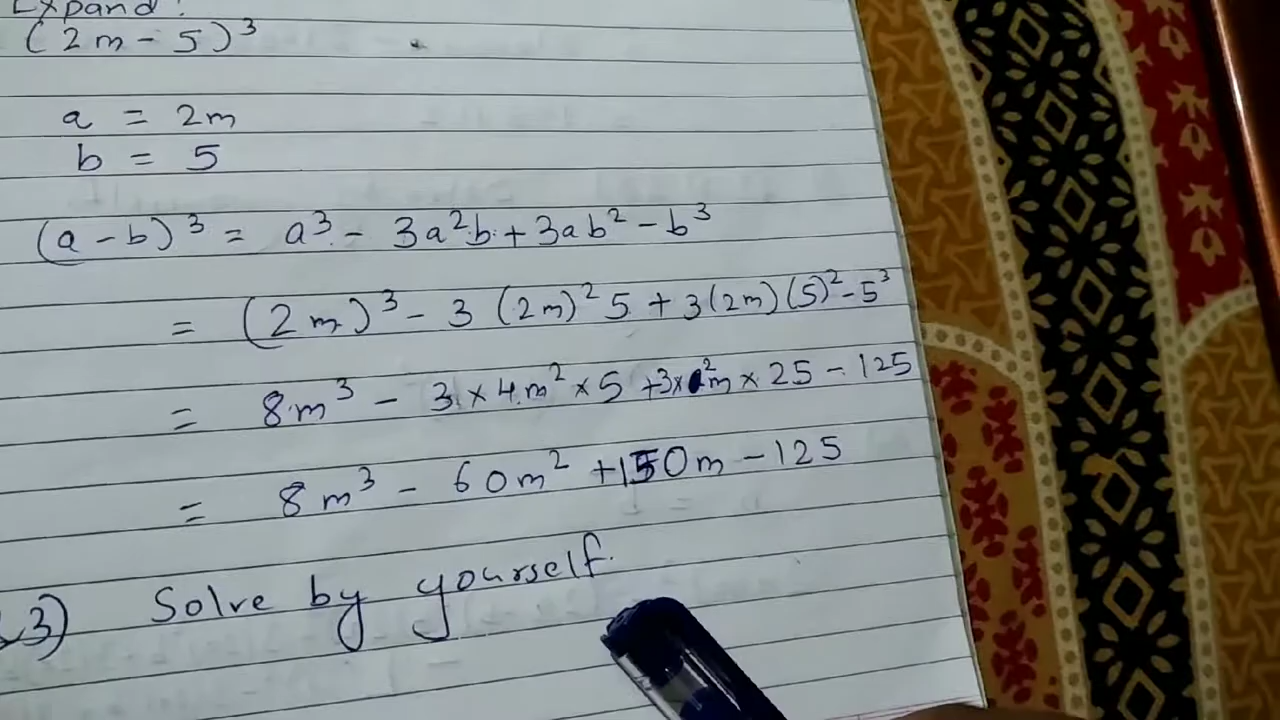 Expand:
(2m - 5)³
a = 2m
b = 5
(a - b)³ = a³ - 3a²b + 3ab² - b³
= (2m)³ - 3 (2m)² 5 + 3(2m)(5)² - 5³
= 8m³ - 3 × 4m² × 5 + 3 × 2m × 25 - 125
= 8m³ - 60m² + 150m - 125
3) Solve by yourself.